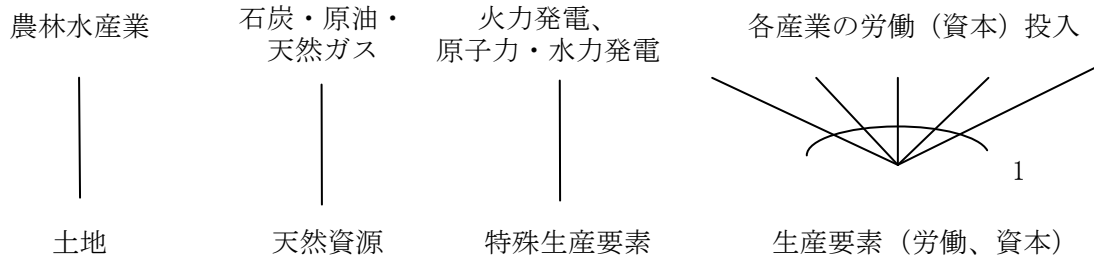 農林水産業
石炭・原油・
天然ガス
火力発電、
原子力・水力発電
各産業の労働（資本）投入
1
土地
天然資源
特殊生産要素
生産要素（労働、資本）